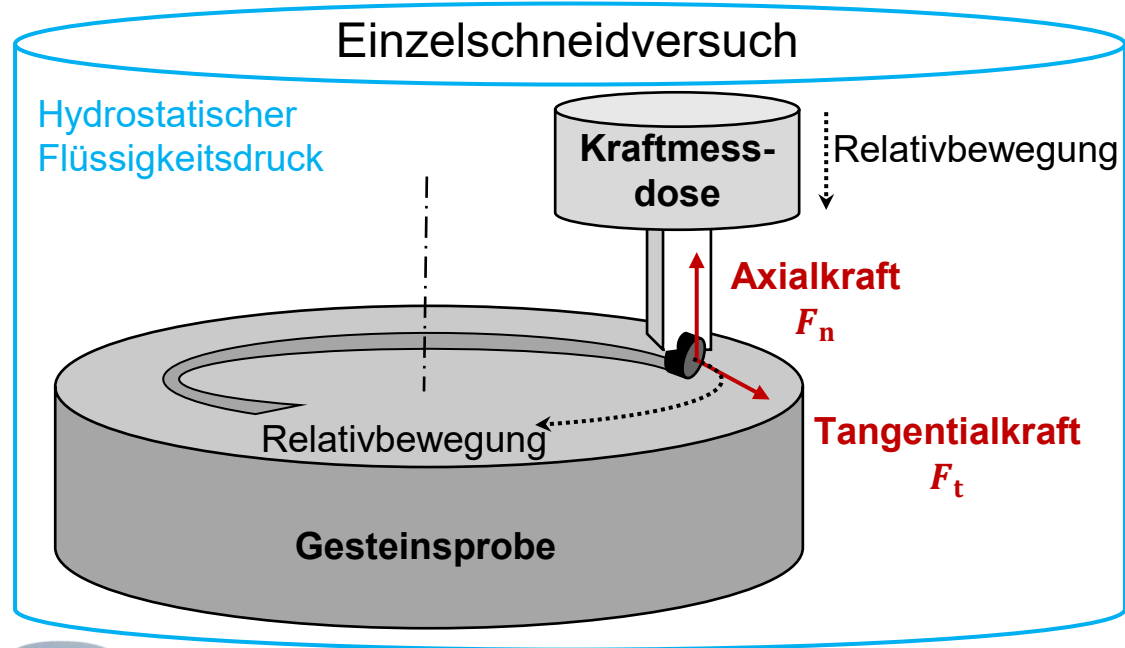 Einzelschneidversuch
Hydrostatischer
Flüssigkeitsdruck
Kraftmess-
dose
Relativbewegung
Axialkraft
Fn
Relativbewegung
Tangentialkraft
Ft
Gesteinsprobe